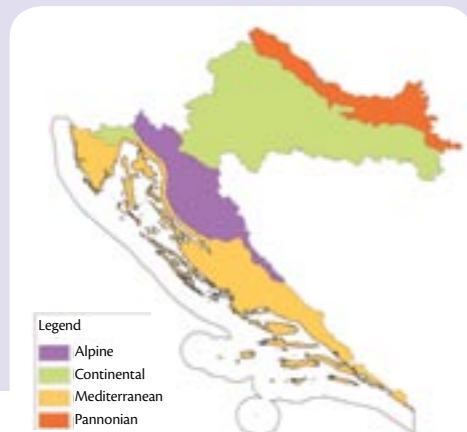 Legend
Alpine
Continental
Mediterranean
Pannonian